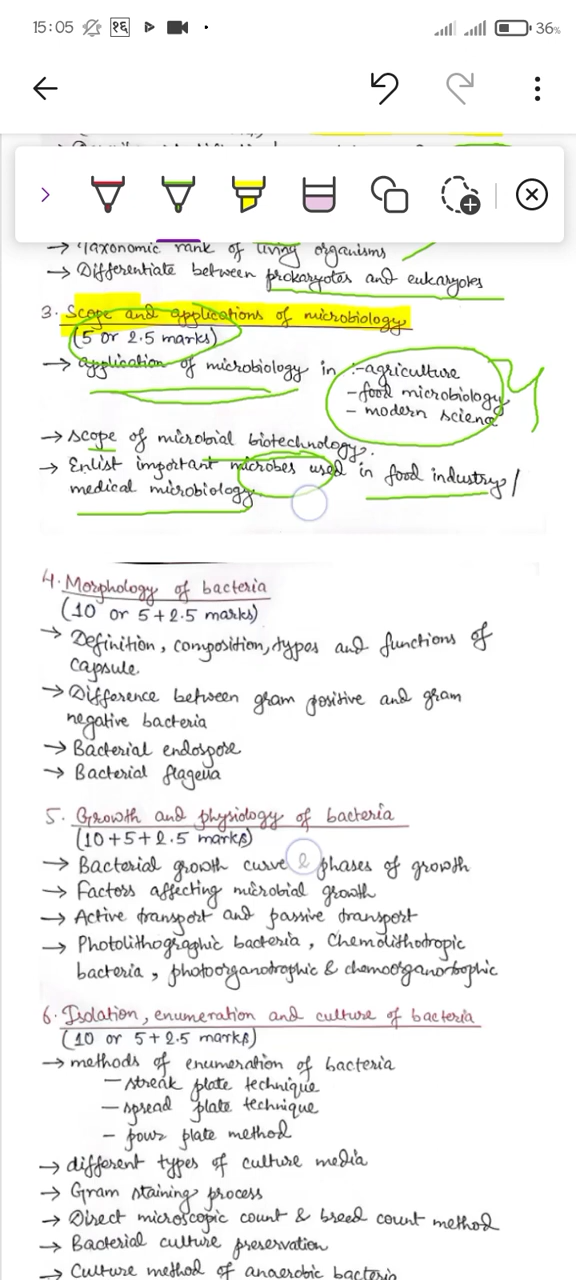 15:05 १६ 36%
→ Taxonomic rank of living organisms
→ Differentiate between prokaryotes and eukaryotes
3. Scope and applications of microbiology
(5 or 2.5 marks)
→ application of microbiology in :-agriculture
-food microbiology
- modern science
→ scope of microbial biotechnology.
→ Enlist important microbes used in food industry/
medical microbiology
4. Morphology of bacteria
(10 or 5+2.5 marks)
→ Definition, composition, types and functions of
capsule.
→ Difference between gram positive and gram
negative bacteria
→ Bacterial endospore
→ Bacterial flagella
5. Growth and physiology of bacteria
(10+5+2.5 marks)
→ Bacterial growth curve & phases of growth
→ Factors affecting microbial growth
→ Active transport and passive transport
→ Photolithographic bacteria, Chemolithotropic
bacteria, photoorganotrophic & chemoorganotrophic
6. Isolation, enumeration and culture of bacteria
(10 or 5+2.5 marks)
→ methods of enumeration of bacteria
- streak plate technique
- spread plate technique
- pour plate method
→ different types of culture media
→ Gram staining process
→ Direct microscopic count & breed count method
→ Bacterial culture preservation
→ Culture method of anaerobic bacteria